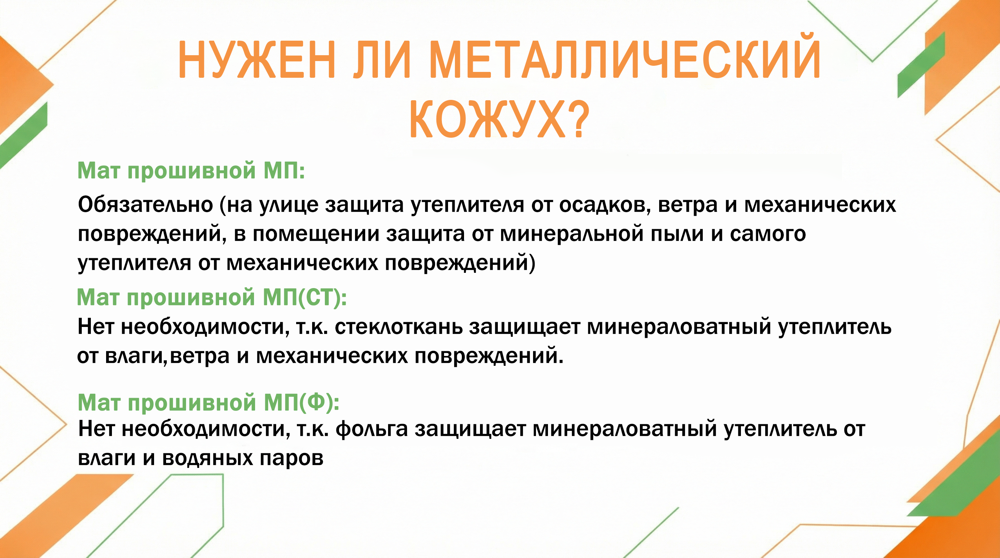 НУЖЕН ЛИ МЕТАЛЛИЧЕСКИЙ
КОЖУХ?
Мат прошивной МП:
Обязательно (на улице защита утеплителя от осадков, ветра и механических
повреждений, в помещении защита от минеральной пыли и самого
утеплителя от механических повреждений)
Мат прошивной МП(СТ):
Нет необходимости, т.к. стеклоткань защищает минераловатный утеплитель
от влаги,ветра и механических повреждений.
Мат прошивной МП(Ф):
Нет необходимости, т.к. фольга защищает минераловатный утеплитель от
влаги и водяных паров